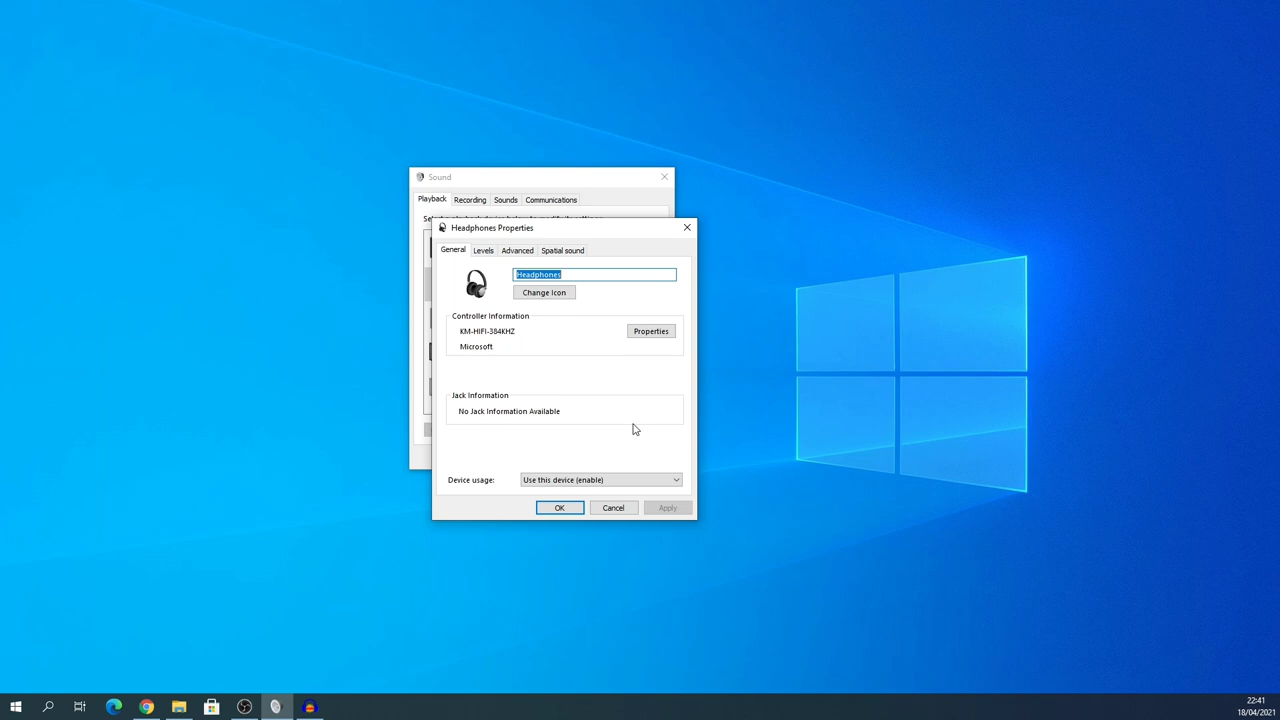 Sound
Playback Recording Sounds Communications
Headphones Properties
General Levels Advanced Spatial sound
Headphones
Change Icon
Controller Information
KM-HIFI-384KHZ
Properties
Microsoft
Jack Information
No Jack Information Available
Device usage:
Use this device (enable)
OK
Cancel
Apply
22:41
18/04/2021